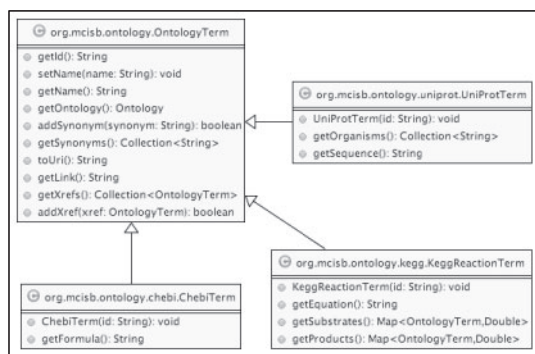 org.mcisb.ontology.OntologyTerm
getId(): String
setName(name: String): void
getName(): String
getOntology(): Ontology
addSynonym(synonym: String): boolean
getSynonyms(): Collection<String>
toUri(): String
getLink(): String
getXrefs(): Collection<OntologyTerm>
addXref(xref: OntologyTerm): boolean
org.mcisb.ontology.uniprot.UniProtTerm
UniProtTerm(id: String): void
getOrganisms(): Collection<String>
getSequence(): String
org.mcisb.ontology.chebi.ChebiTerm
ChebiTerm(id: String): void
getFormula(): String
org.mcisb.ontology.kegg.KeggReactionTerm
KeggReactionTerm(id: String): void
getEquation(): String
getSubstrates(): Map<OntologyTerm,Double>
getProducts(): Map<OntologyTerm,Double>